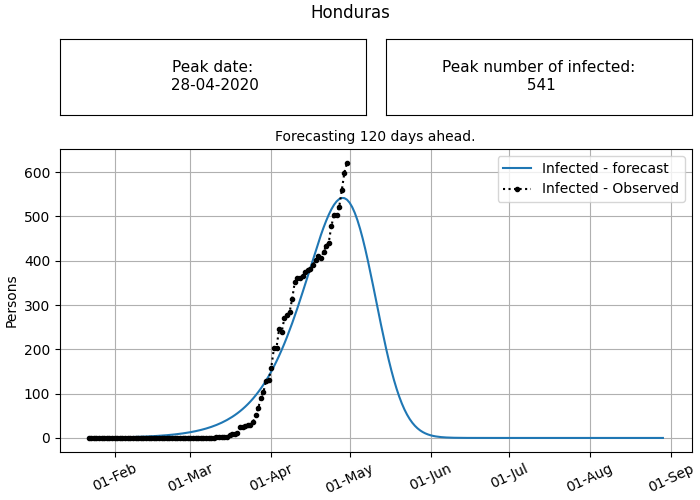 Honduras
Peak date:
28-04-2020
Peak number of infected:
541
Forecasting 120 days ahead.
Infected - forecast
Infected - Observed
Persons
600
500
400
300
200
100
0
01-Feb
01-Mar
01-Apr
01-May
01-Jun
01-Jul
01-Aug
01-Sep